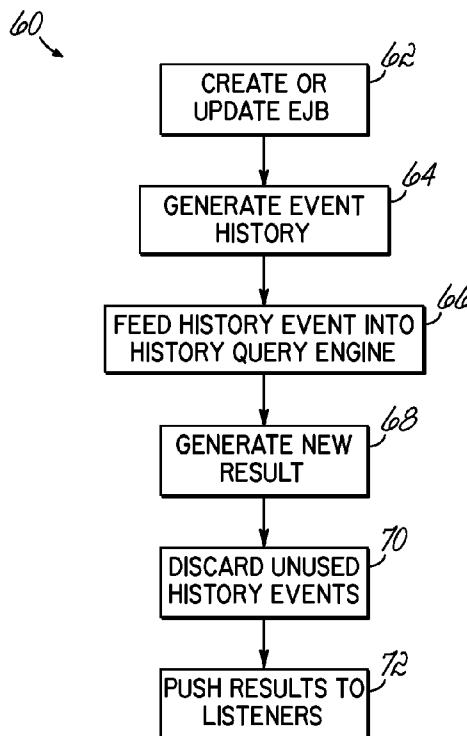 60
62
CREATE OR
UPDATE EJB
64
GENERATE EVENT
HISTORY
66
FEED HISTORY EVENT INTO
HISTORY QUERY ENGINE
68
GENERATE NEW
RESULT
70
DISCARD UNUSED
HISTORY EVENTS
72
PUSH RESULTS TO
LISTENERS